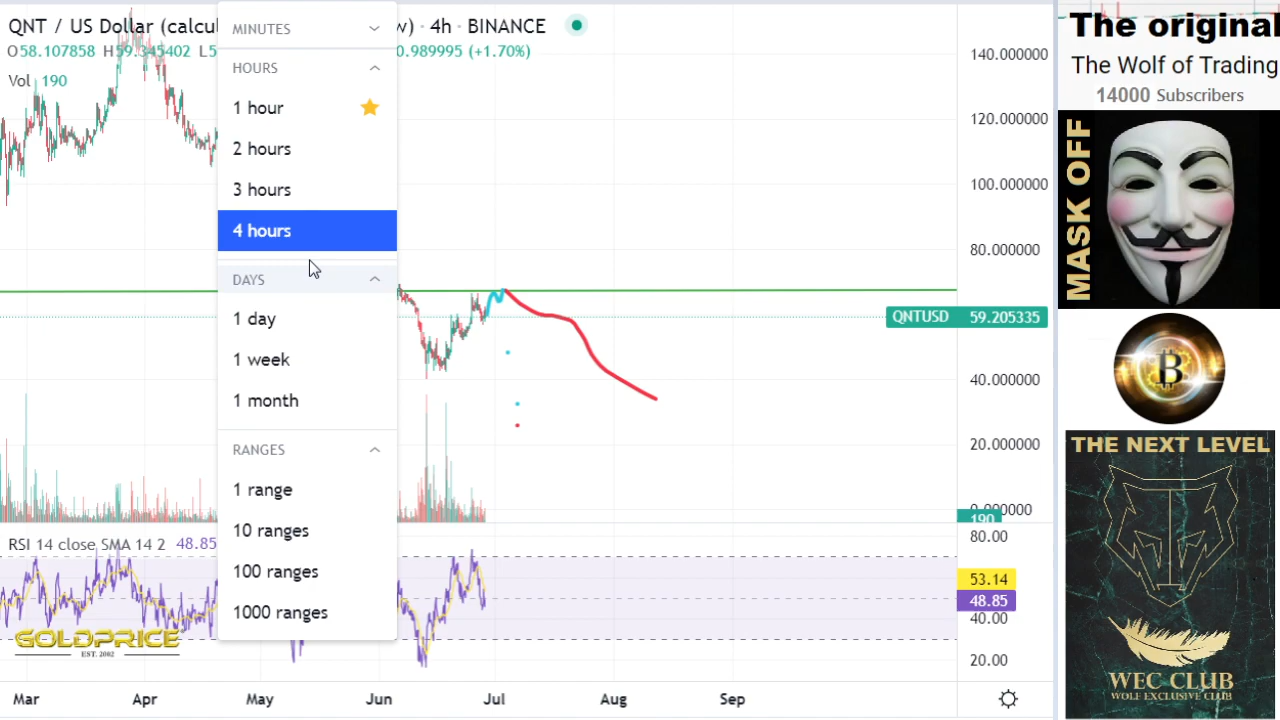 QNT / US Dollar (calcul
w) · 4h · BINANCE
O58.107858 H59.345402 L5
0.989995 (+1.70%)
Vol 190
MINUTES
HOURS
1 hour
2 hours
3 hours
4 hours
DAYS
1 day
1 week
1 month
RANGES
1 range
10 ranges
100 ranges
1000 ranges
140.000000
120.000000
100.000000
80.000000
QNTUSD 59.205335
40.000000
20.000000
0.000000
190
RSI 14 close SMA 14 2 48.85
80.00
53.14
48.85
40.00
20.00
GOLDPRICE
EST. 2002
Mar Apr May Jun Jul Aug Sep
The original
The Wolf of Trading
14000 Subscribers
MASK OFF
B
THE NEXT LEVEL
WEC CLUB
WOLF EXCLUSIVE CLUB